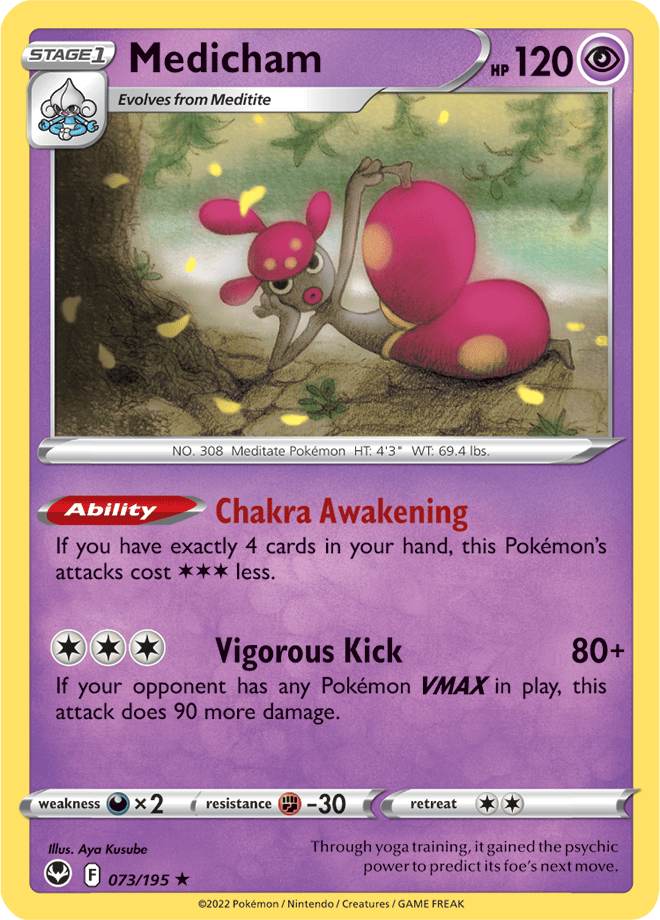 STAGE 1 Medicham HP 120
Evolves from Meditite
NO. 308 Meditate Pokémon HT: 4'3" WT: 69.4 lbs.
Ability Chakra Awakening
If you have exactly 4 cards in your hand, this Pokémon's
attacks cost ✶✶✶ less.
Vigorous Kick 80+
If your opponent has any Pokémon VMAX in play, this
attack does 90 more damage.
weakness ×2 resistance -30 retreat
Illus. Aya Kusube
Through yoga training, it gained the psychic
power to predict its foe's next move.
F 073/195 ★
©2022 Pokémon / Nintendo / Creatures / GAME FREAK